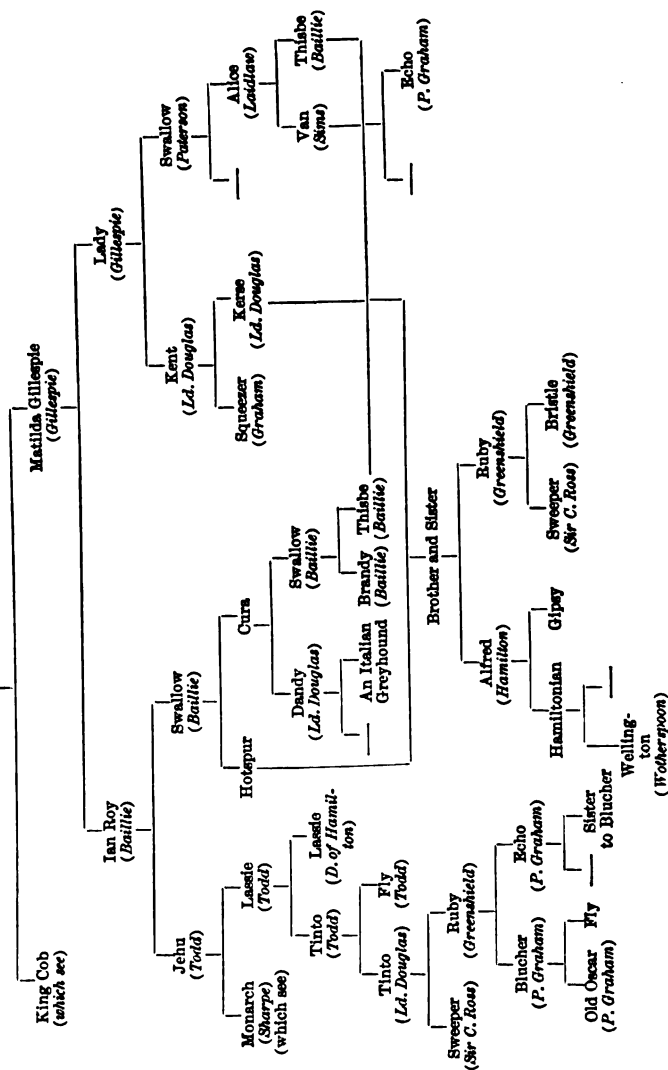 King Cob
(which see)
Matilda Gillespie
(Gillespie)
Ian Roy
(Baillie)
Lady
(Gillespie)
Jehu
(Todd)
Swallow
(Baillie)
Kent
(Ld. Douglas)
Swallow
(Paterson)
Monarch
(Sharpe)
(which see)
Lassie
(Todd)
Hotspur
Cura
Squeezer
(Graham)
Kerse
(Ld. Douglas)
Alice
(Laidlaw)
Tinto
(Todd)
Lassie
(D. of Hamil-
ton)
Dandy
(Ld. Douglas)
Swallow
(Baillie)
Van
(Sims)
Thisbe
(Baillie)
Tinto
(Ld. Douglas)
Fly
(Todd)
An Italian
Greyhound
Brandy
(Baillie)
Thisbe
(Baillie)
Echo
(P. Graham)
Sweeper
(Sir C. Ross)
Ruby
(Greenshield)
Brother and Sister
Blucher
(P. Graham)
Echo
(P. Graham)
Alfred
(Hamilton)
Ruby
(Greenshield)
Old Oscar
(P. Graham)
Fly
Sister
to Blucher
Hamiltonian
Gipsy
Sweeper
(Sir C. Ross)
Bristle
(Greenshield)
Welling-
ton
(Wotherspoon)